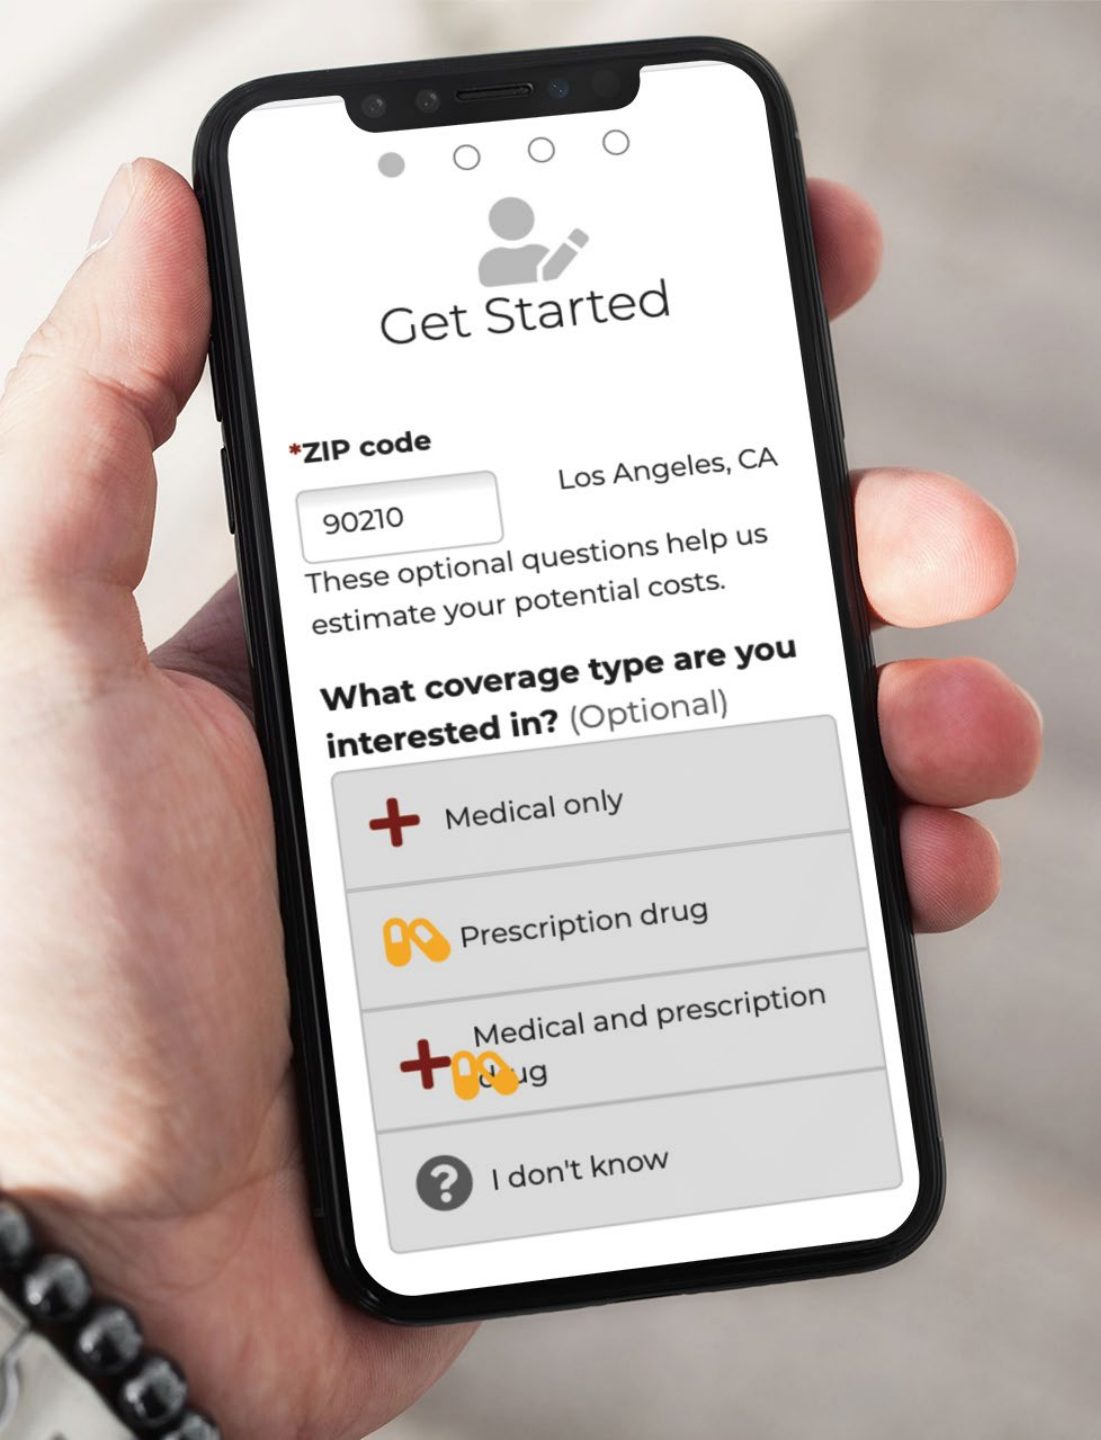 Get Started
*ZIP code
90210
Los Angeles, CA
These optional questions help us
estimate your potential costs.
What coverage type are you
interested in? (Optional)
Medical only
Prescription drug
Medical and prescription
drug
I don't know